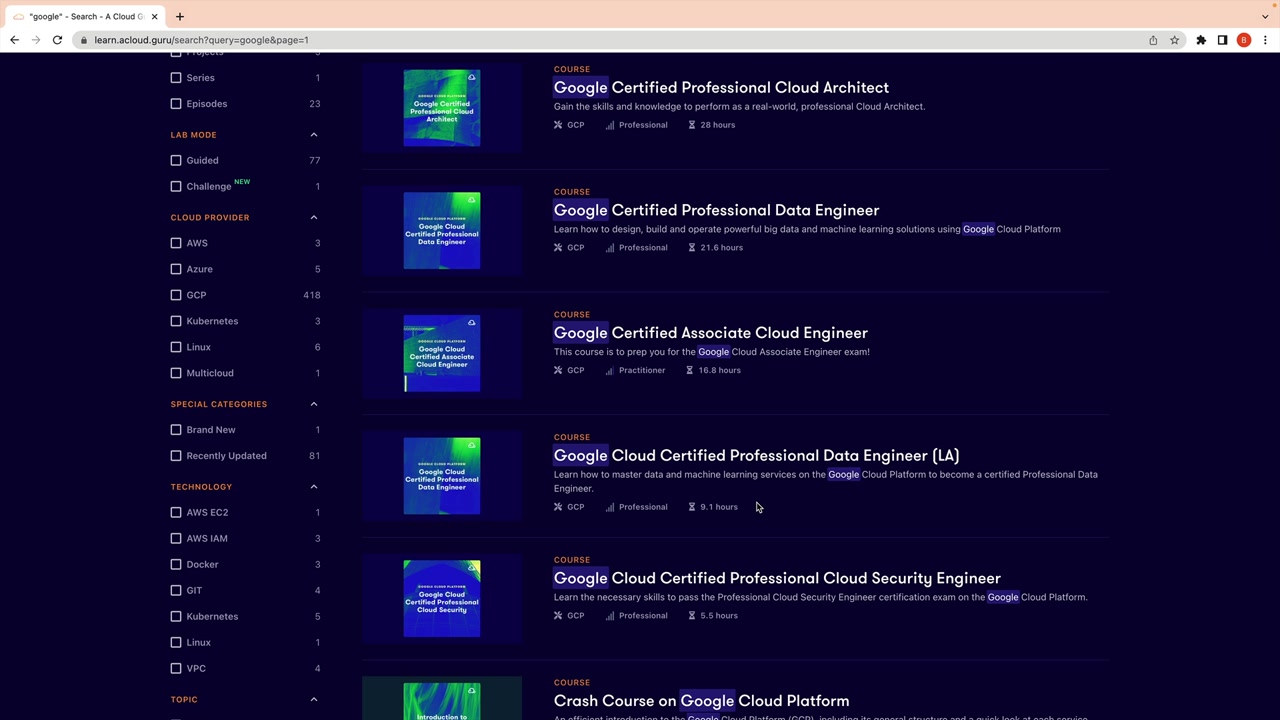 "google" - Search - A Cloud G
learn.acloud.guru/search?query=google&page=1
B
Projects
Series 1
Episodes 23
LAB MODE
Guided 77
Challenge NEW 1
CLOUD PROVIDER
AWS 3
Azure 5
GCP 418
Kubernetes 3
Linux 6
Multicloud 1
SPECIAL CATEGORIES
Brand New 1
Recently Updated 81
TECHNOLOGY
AWS EC2 1
AWS IAM 3
Docker 3
GIT 4
Kubernetes 5
Linux 1
VPC 4
TOPIC
GOOGLE CLOUD PLATFORM
Google Certified
Professional Cloud
Architect
COURSE
Google Certified Professional Cloud Architect
Gain the skills and knowledge to perform as a real-world, professional Cloud Architect.
GCP Professional 28 hours
GOOGLE CLOUD PLATFORM
Google Cloud
Certified Professional
Data Engineer
COURSE
Google Certified Professional Data Engineer
Learn how to design, build and operate powerful big data and machine learning solutions using Google Cloud Platform
GCP Professional 21.6 hours
GOOGLE CLOUD PLATFORM
Google Cloud
Certified Associate
Cloud Engineer
COURSE
Google Certified Associate Cloud Engineer
This course is to prep you for the Google Cloud Associate Engineer exam!
GCP Practitioner 16.8 hours
GOOGLE CLOUD PLATFORM
Google Cloud
Certified Professional
Data Engineer
COURSE
Google Cloud Certified Professional Data Engineer (LA)
Learn how to master data and machine learning services on the Google Cloud Platform to become a certified Professional Data
Engineer.
GCP Professional 9.1 hours
GOOGLE CLOUD PLATFORM
Google Cloud
Certified Professional
Cloud Security
COURSE
Google Cloud Certified Professional Cloud Security Engineer
Learn the necessary skills to pass the Professional Cloud Security Engineer certification exam on the Google Cloud Platform.
GCP Professional 5.5 hours
GOOGLE CLOUD PLATFORM
Introduction to
COURSE
Crash Course on Google Cloud Platform
An efficient introduction to the Google Cloud Platform (GCP), including its general structure and a quick look at each service